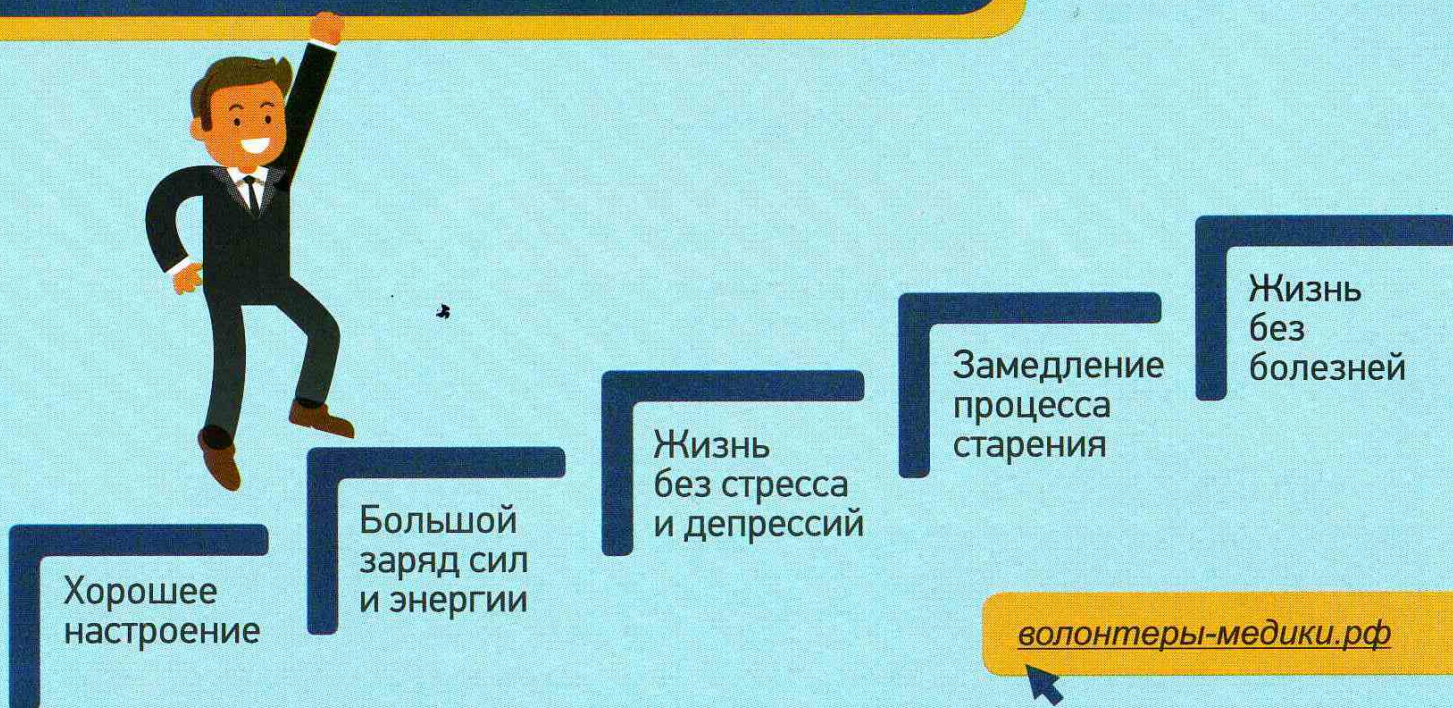 Хорошее
настроение
Большой
заряд сил
и энергии
Жизнь
без стресса
и депрессий
Замедление
процесса
старения
Жизнь
без
болезней
волонтеры-медики.рф